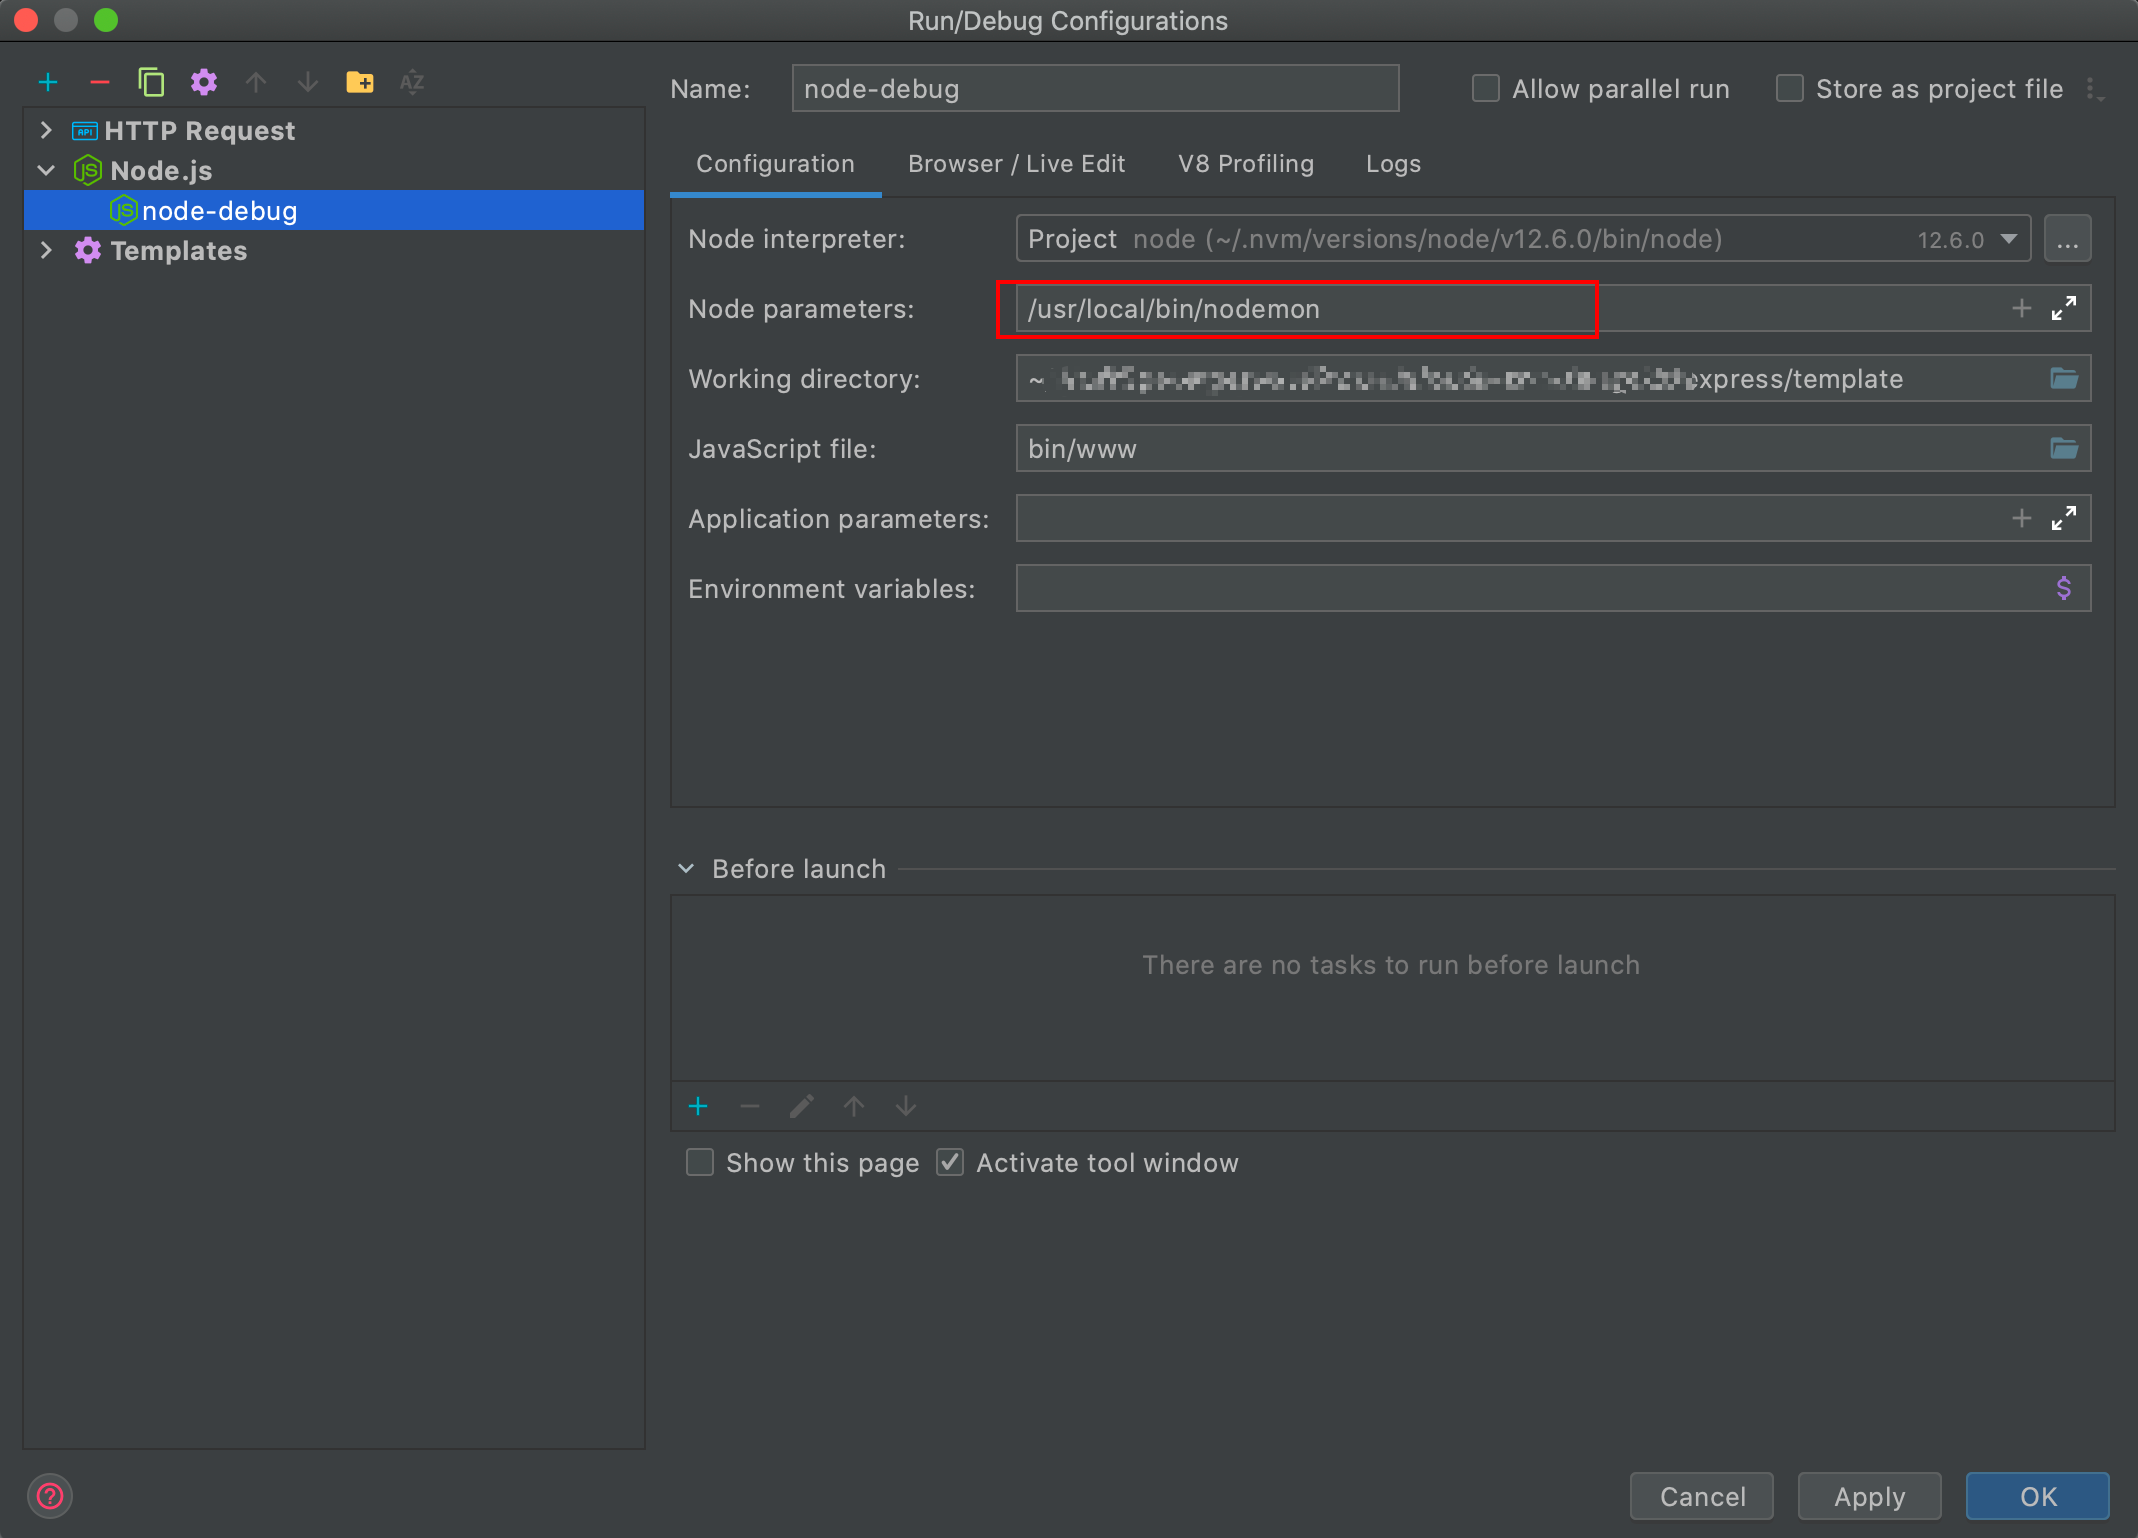 Run/Debug Configurations
Name: node-debug Allow parallel run Store as project file
HTTP Request
Node.js
node-debug
Templates
Configuration Browser / Live Edit V8 Profiling Logs
Node interpreter: Project node (~/.nvm/versions/node/v12.6.0/bin/node) 12.6.0 ...
Node parameters: /usr/local/bin/nodemon
Working directory: ~ express/template
JavaScript file: bin/www
Application parameters:
Environment variables:
Before launch
There are no tasks to run before launch
Show this page Activate tool window
Cancel Apply OK